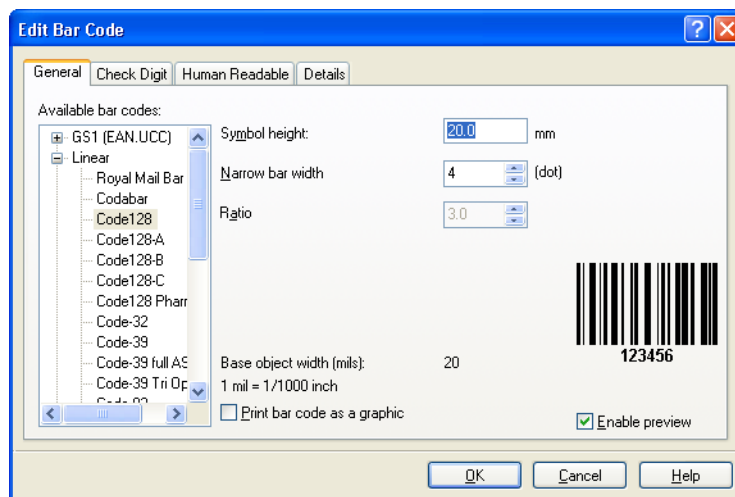 Edit Bar Code
General Check Digit Human Readable Details
Available bar codes:
GS1 (EAN.UCC)
Linear
Royal Mail Bar
Codabar
Code128
Code128-A
Code128-B
Code128-C
Code128 Pharm
Code-32
Code-39
Code-39 full AS
Code-39 Tri Op
Symbol height: 20.0 mm
Narrow bar width 4 (dot)
Ratio 3.0
123456
Base object width (mils): 20
1 mil = 1/1000 inch
Print bar code as a graphic
Enable preview
OK Cancel Help